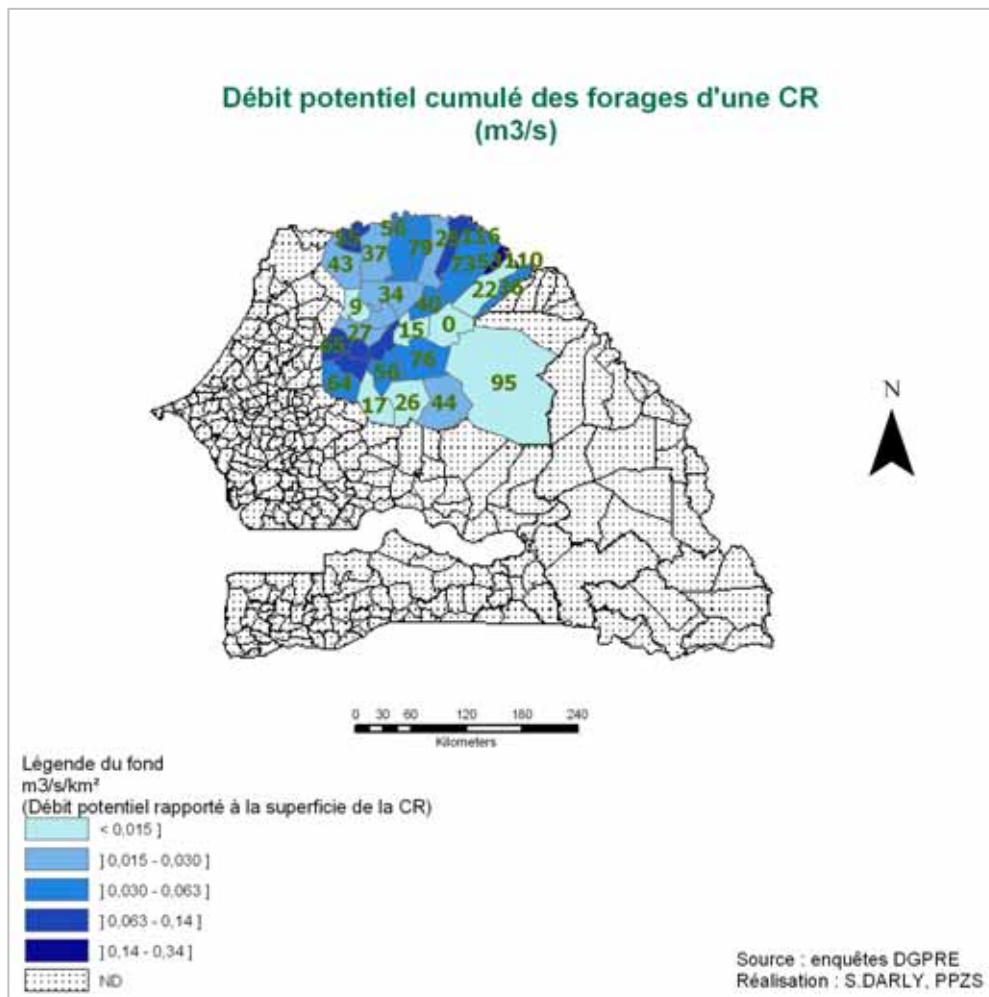 Débit potentiel cumulé des forages d'une CR
(m3/s)
56
79
116
37
43
73
110
22
34
40
9
0
15
27
76
56
64
95
17
26
44
N
0 30 60 120 180 240
Kilometers
Légende du fond
m3/s/km²
(Débit potentiel rapporté à la superficie de la CR)
< 0,015 ]
] 0,015 - 0,030 ]
] 0,030 - 0,063 ]
] 0,063 - 0,14 ]
] 0,14 - 0,34 ]
ND
Source : enquêtes DGPRE
Réalisation : S.DARLY, PPZS